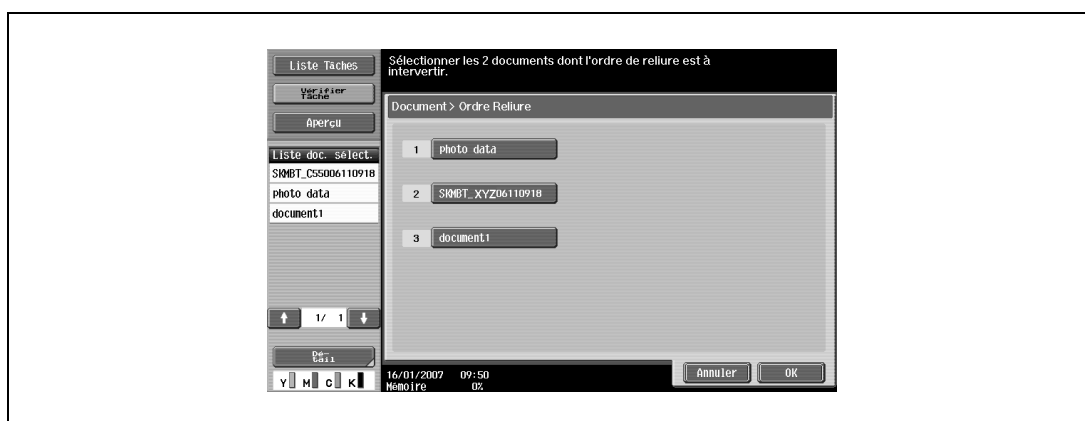 Liste Tâches
Vérifier
Tâche
Aperçu
Liste doc. sélect.
SKMBT_C55006110918
photo data
document1
1/ 1
Dé-
tail
Y M C K
Sélectionner les 2 documents dont l'ordre de reliure est à
intervertir.
Document > Ordre Reliure
1 photo data
2 SKMBT_XYZ06110918
3 document1
16/01/2007 09:50
Mémoire 0%
Annuler OK